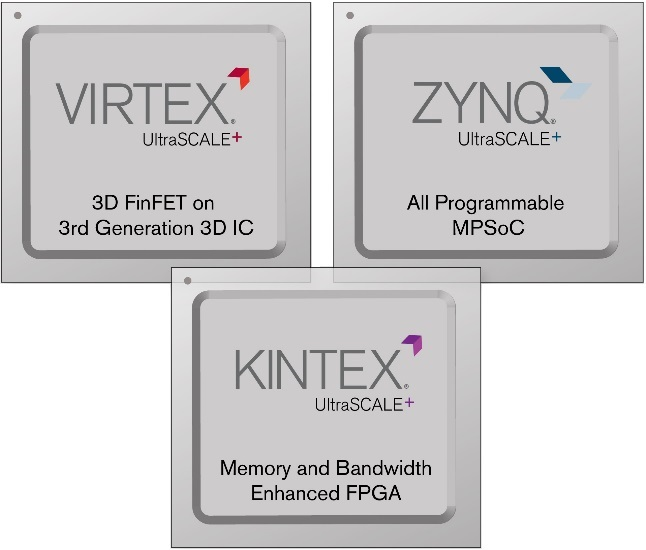 VIRTEX®
UltraSCALE+
3D FinFET on
3rd Generation 3D IC
ZYNQ®
UltraSCALE+
All Programmable
MPSoC
KINTEX®
UltraSCALE+
Memory and Bandwidth
Enhanced FPGA